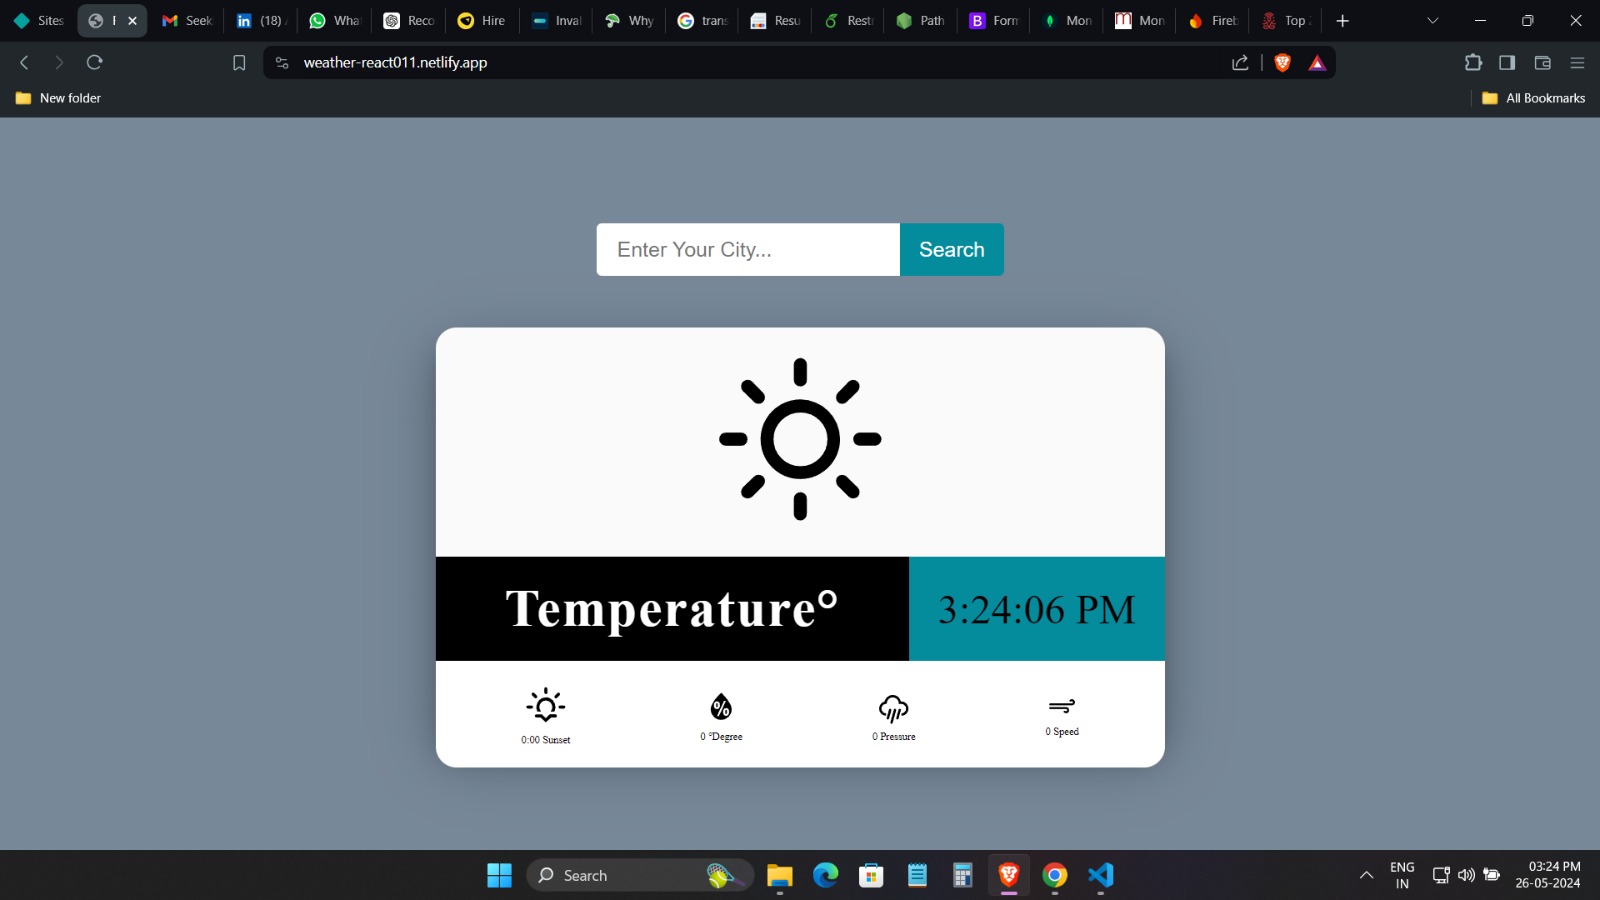 Sites
F
Seek
(18)
What
Reco
Hire
Inval
Why
trans
Resu
Restr
Path
Form
Mon
Mon
Fireb
Top
weather-react011.netlify.app
New folder
All Bookmarks
Enter Your City...
Search
Temperature°
3:24:06 PM
%
0:00 Sunset
0 °Degree
0 Pressure
0 Speed
Search
ENG
IN
03:24 PM
26-05-2024